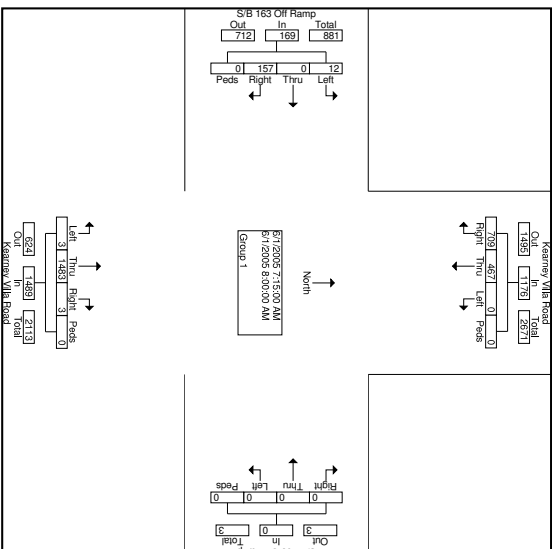 S/B 163 Off Ramp
Out In Total
712 169 881
0 157 0 12
Peds Right Thru Left
Kearney Villa Road
Out In Total
624 1489 2113
3 1483 3 0
Left Thru Right Peds
North
6/1/2005 7:15:00 AM
6/1/2005 8:00:00 AM
Group 1
Kearney Villa Road
Out In Total
1495 1176 2671
709 467 0 0
Right Thru Left Peds
Right Thru Left Peds
0 0 0 0
Out In Total
3 0 3